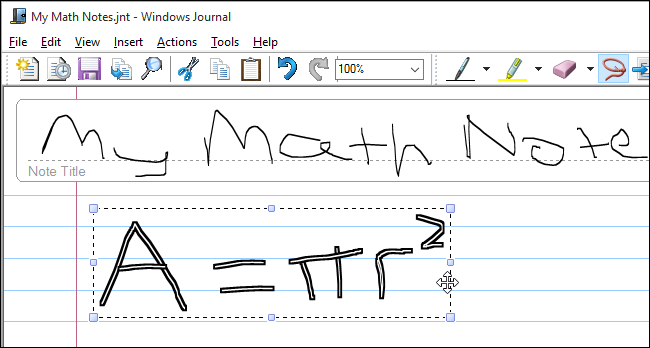 My Math Notes.jnt - Windows Journal
File Edit View Insert Actions Tools Help
100%
My Math Note
Note Title
A = πr²